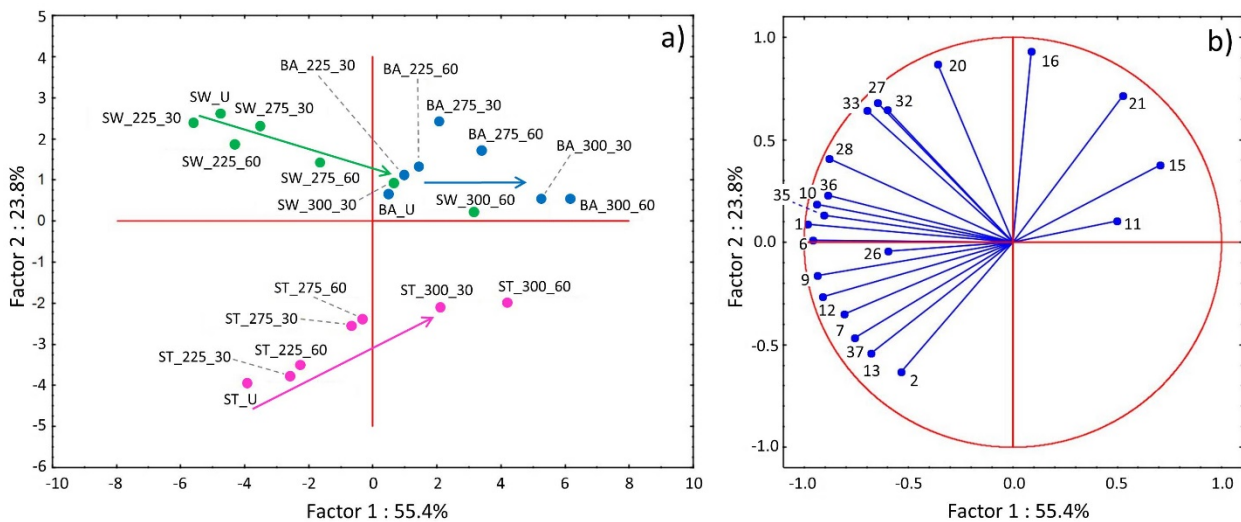 a)
5
4
3
2
1
0
-1
-2
-3
-4
-5
-6
Factor 2 : 23.8%
BA_225_30
BA_225_60
SW_U
BA_275_30
SW_225_30
SW_275_30
BA_275_60
SW_225_60
BA_300_30
SW_275_60
SW_300_30
SW_300_60
BA_U
BA_300_60
ST_275_60
ST_300_30
ST_300_60
ST_275_30
ST_225_60
ST_225_30
ST_U
-10
-8
-6
-4
-2
0
2
4
6
8
10
Factor 1 : 55.4%
b)
1.0
0.5
0.0
-0.5
-1.0
Factor 2 : 23.8%
16
20
27
32
21
33
28
15
36
10
35
1
11
6
26
9
12
7
37
13
2
-1.0
-0.5
0.0
0.5
1.0
Factor 1 : 55.4%